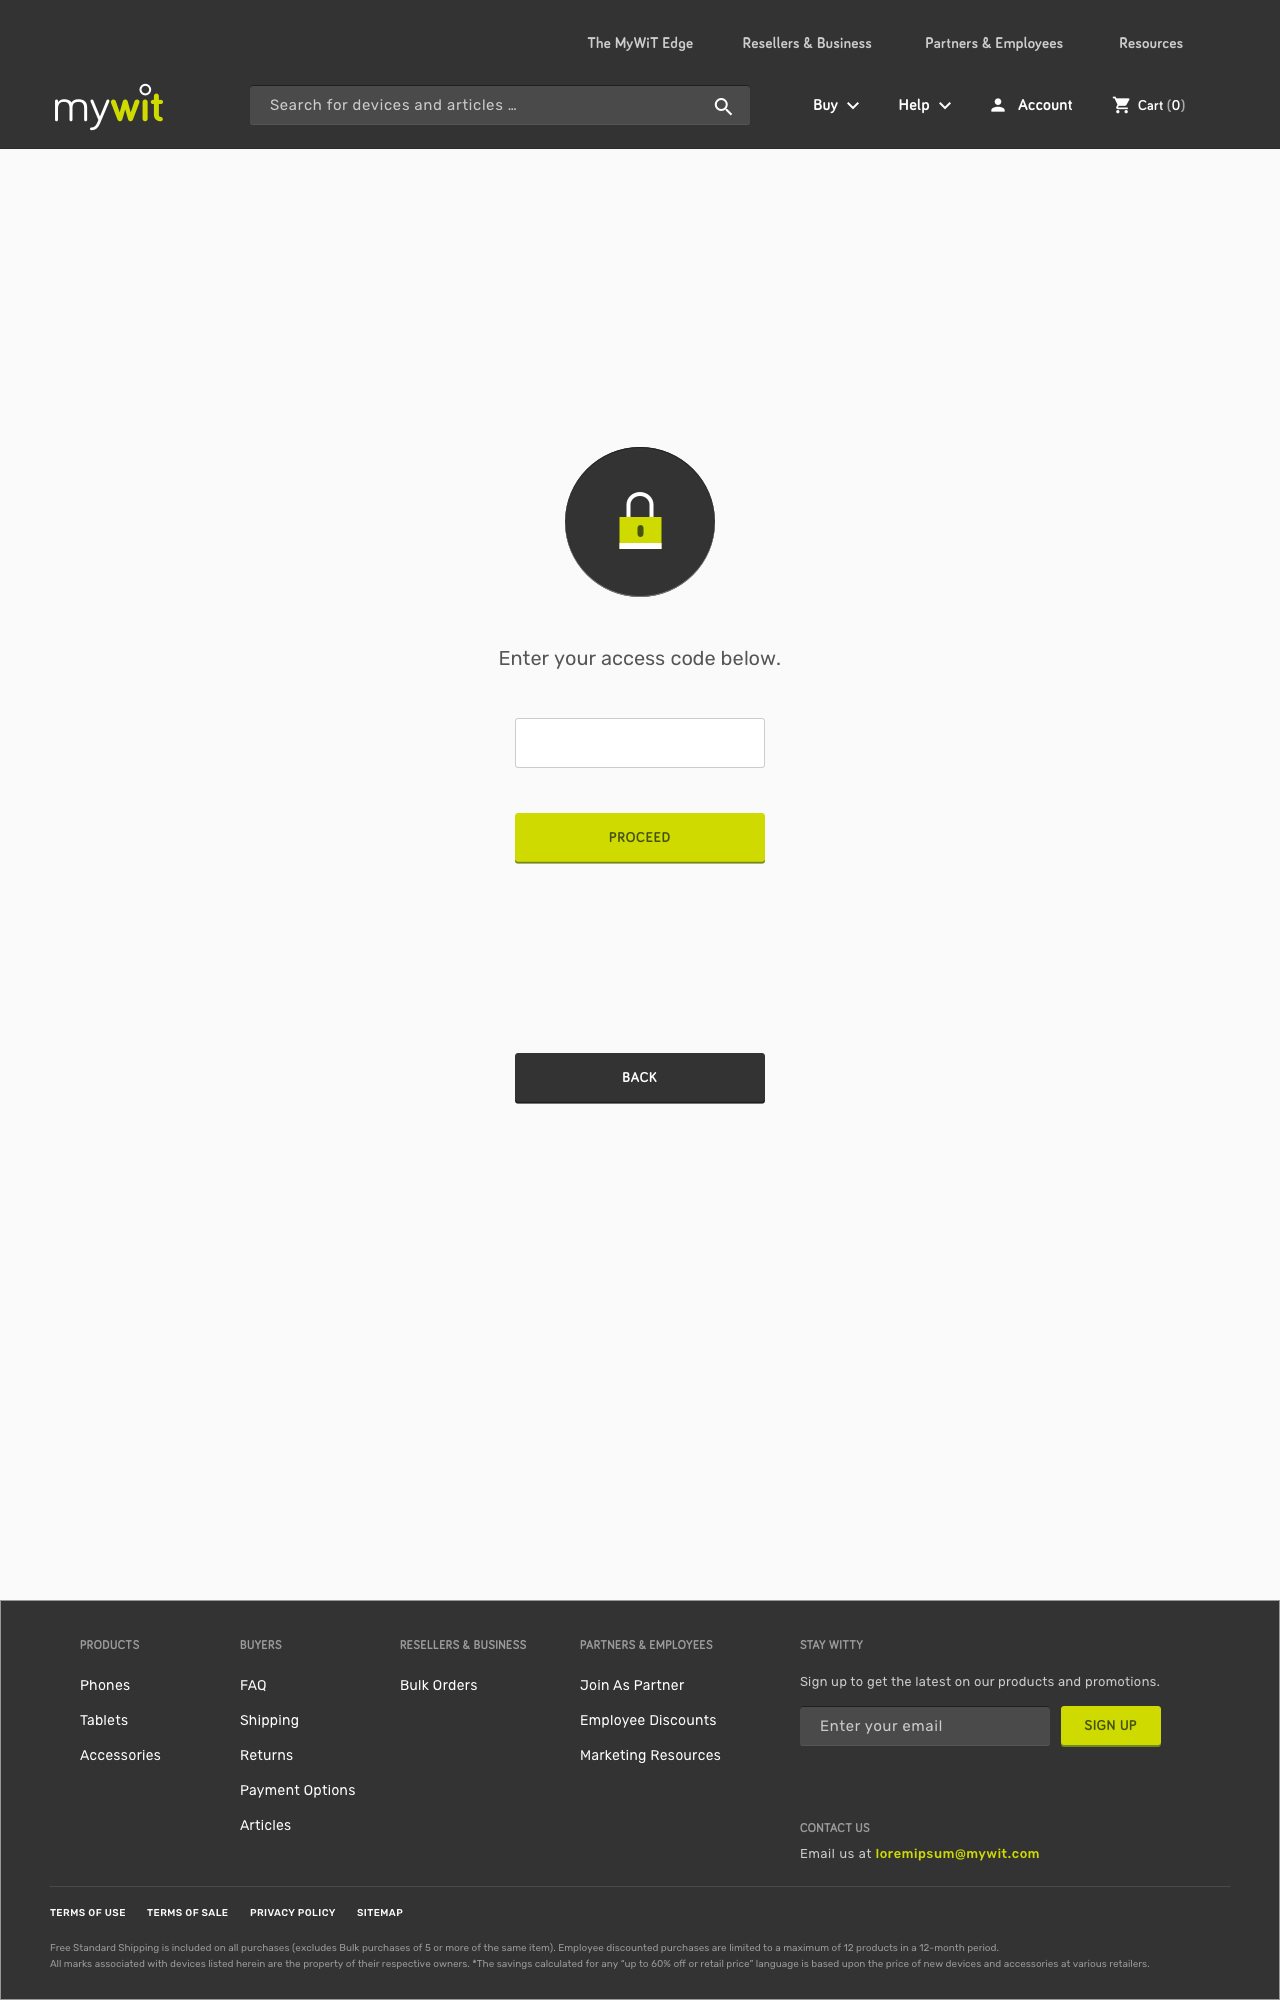 The MyWiT Edge Resellers & Business Partners & Employees Resources
mywit Search for devices and articles … Buy Help Account Cart (0)
Enter your access code below.
PROCEED
BACK
PRODUCTS
Phones
Tablets
Accessories
BUYERS
FAQ
Shipping
Returns
Payment Options
Articles
RESELLERS & BUSINESS
Bulk Orders
PARTNERS & EMPLOYEES
Join As Partner
Employee Discounts
Marketing Resources
STAY WITTY
Sign up to get the latest on our products and promotions.
Enter your email SIGN UP
CONTACT US
Email us at loremipsum@mywit.com
TERMS OF USE TERMS OF SALE PRIVACY POLICY SITEMAP
Free Standard Shipping is included on all purchases (excludes Bulk purchases of 5 or more of the same item). Employee discounted purchases are limited to a maximum of 12 products in a 12-month period.
All marks associated with devices listed herein are the property of their respective owners. *The savings calculated for any “up to 60% off or retail price” language is based upon the price of new devices and accessories at various retailers.